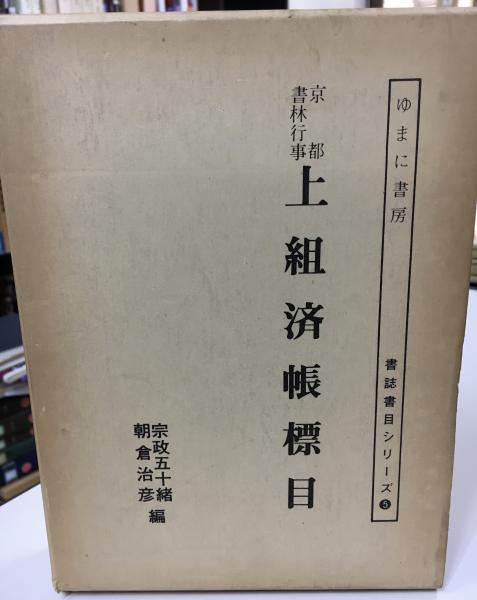 ゆまに書房 書誌書目シリーズ❺
京都
書林行事
上組済帳標目
宗政五十緒
朝倉治彦 編